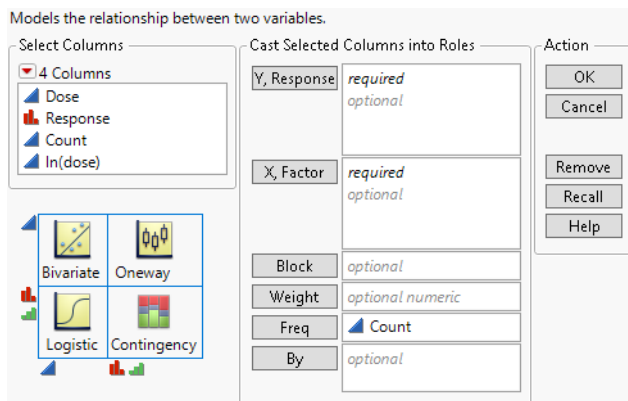 Models the relationship between two variables.
Select Columns
4 Columns
Dose
Response
Count
ln(dose)
Bivariate
Oneway
Logistic
Contingency
Cast Selected Columns into Roles
Y, Response
required
optional
X, Factor
required
optional
Block
optional
Weight
optional numeric
Freq
Count
By
optional
Action
OK
Cancel
Remove
Recall
Help